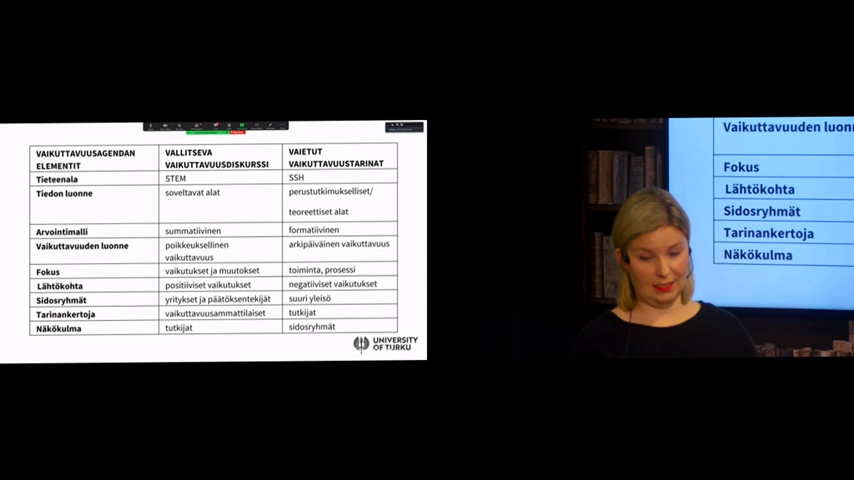 VAIKUTTAVUUSAGENDAN ELEMENTIT
VALLITSEVA VAIKUTTAVUUSDISKURSSI
VAIETUT VAIKUTTAVUUSTARINAT
Tieteenala STEM SSH
Tiedon luonne soveltavat alat perustutkimukselliset/
teoreettiset alat
Arviointimalli summatiivinen formatiivinen
Vaikuttavuuden luonne poikkeuksellinen vaikuttavuus arkipäiväinen vaikuttavuus
Fokus vaikutukset ja muutokset toiminta, prosessi
Lähtökohta positiiviset vaikutukset negatiiviset vaikutukset
Sidosryhmät yritykset ja päätöksentekijät suuri yleisö
Tarinankertoja vaikuttavuusammattilaiset tutkijat
Näkökulma tutkijat sidosryhmät
UNIVERSITY
OF TURKU
Vaikuttavuuden luonn
Fokus
Lähtökohta
Sidosryhmät
Tarinankertoja
Näkökulma